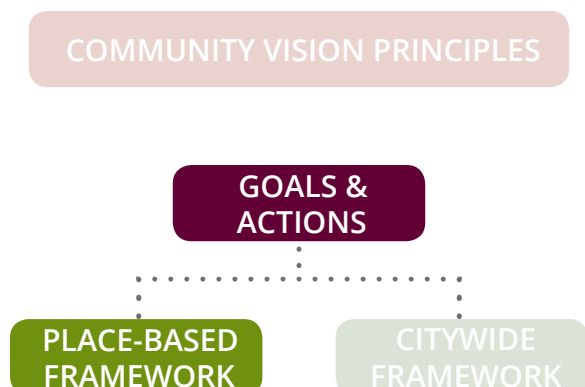 COMMUNITY VISION PRINCIPLES
GOALS &
ACTIONS
PLACE-BASED
FRAMEWORK
CITYWIDE
FRAMEWORK